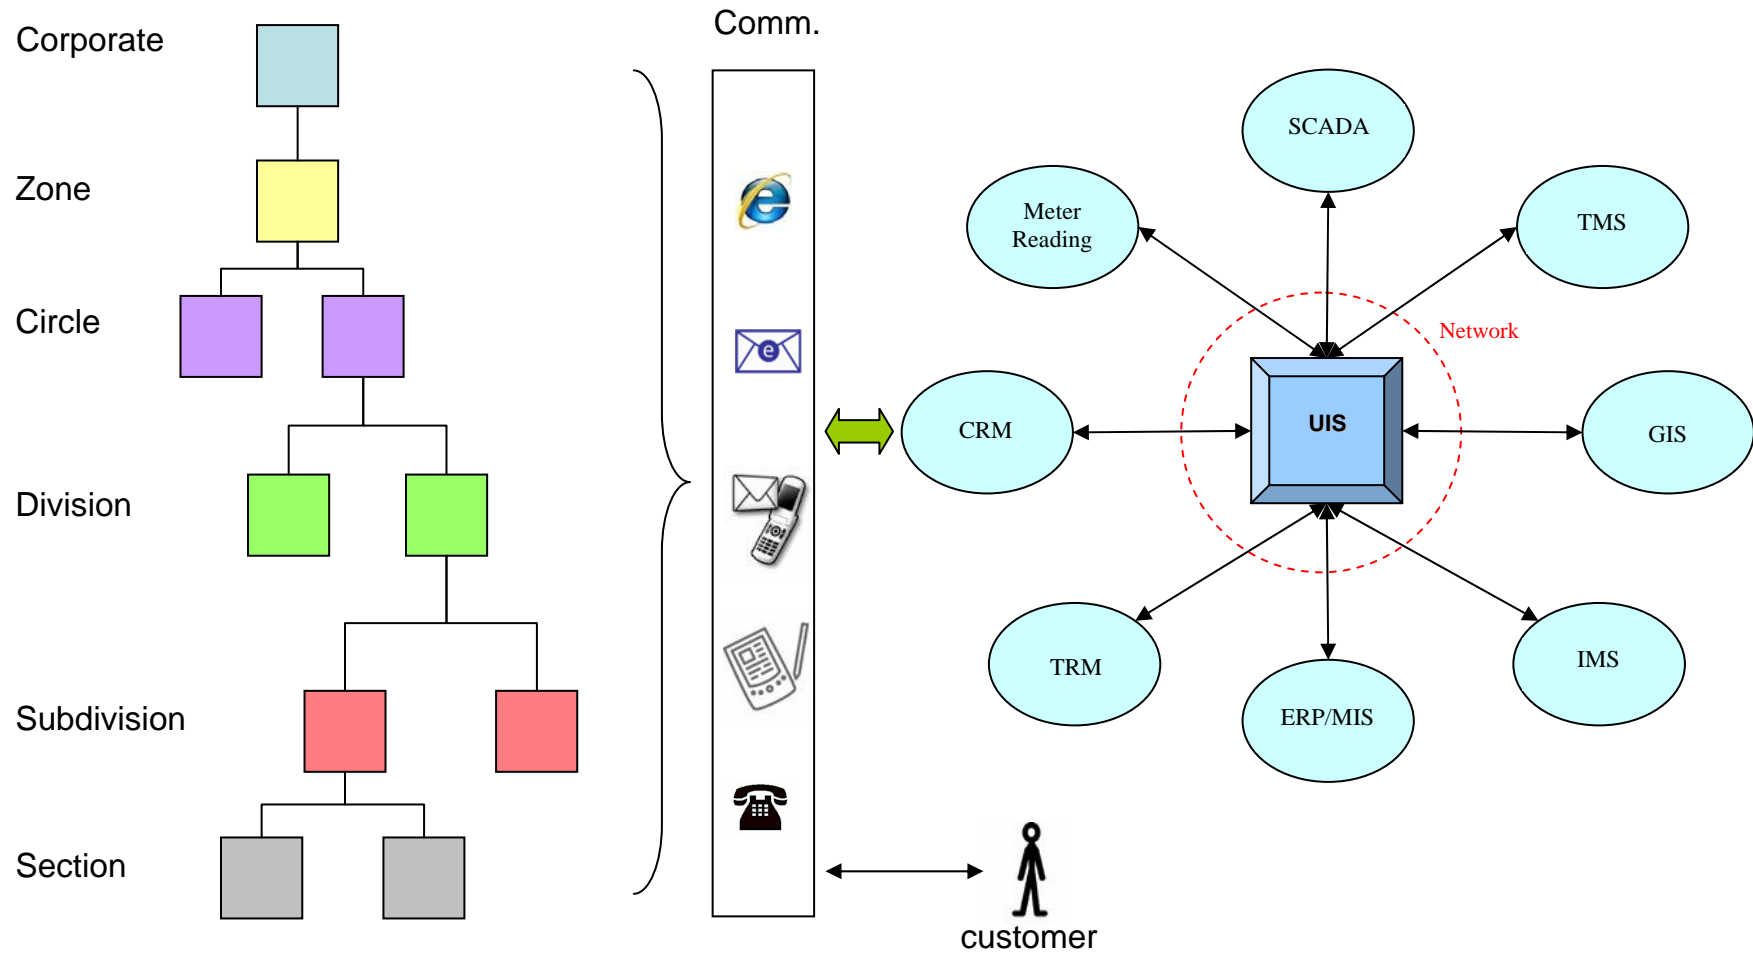 Corporate
Zone
Circle
Division
Subdivision
Section
Comm.
e
e
customer
SCADA
Meter
Reading
TMS
Network
CRM
UIS
GIS
TRM
ERP/MIS
IMS